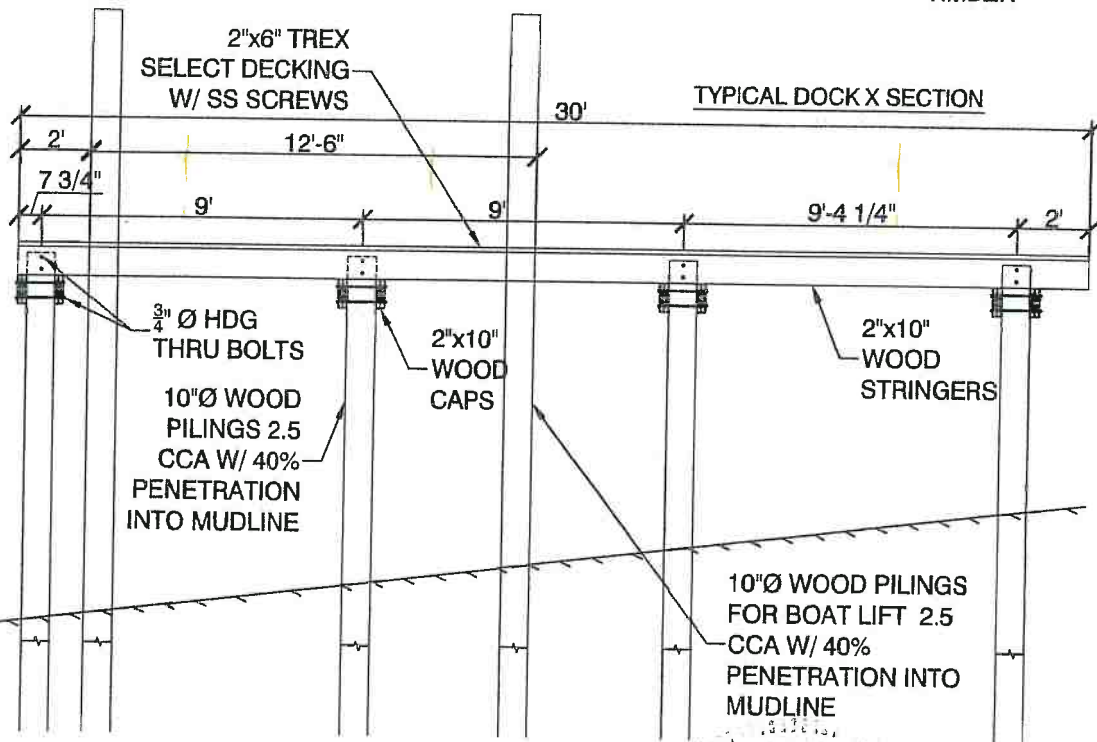 2"x6" TREX
SELECT DECKING
W/ SS SCREWS
TYPICAL DOCK X SECTION
30'
2'
12'-6"
7 3/4"
9'
9'
9'-4 1/4"
2'
3/4" Ø HDG
THRU BOLTS
2"x10"
WOOD
CAPS
2"x10"
WOOD
STRINGERS
10"Ø WOOD
PILINGS 2.5
CCA W/ 40%
PENETRATION
INTO MUDLINE
10"Ø WOOD PILINGS
FOR BOAT LIFT 2.5
CCA W/ 40%
PENETRATION INTO
MUDLINE